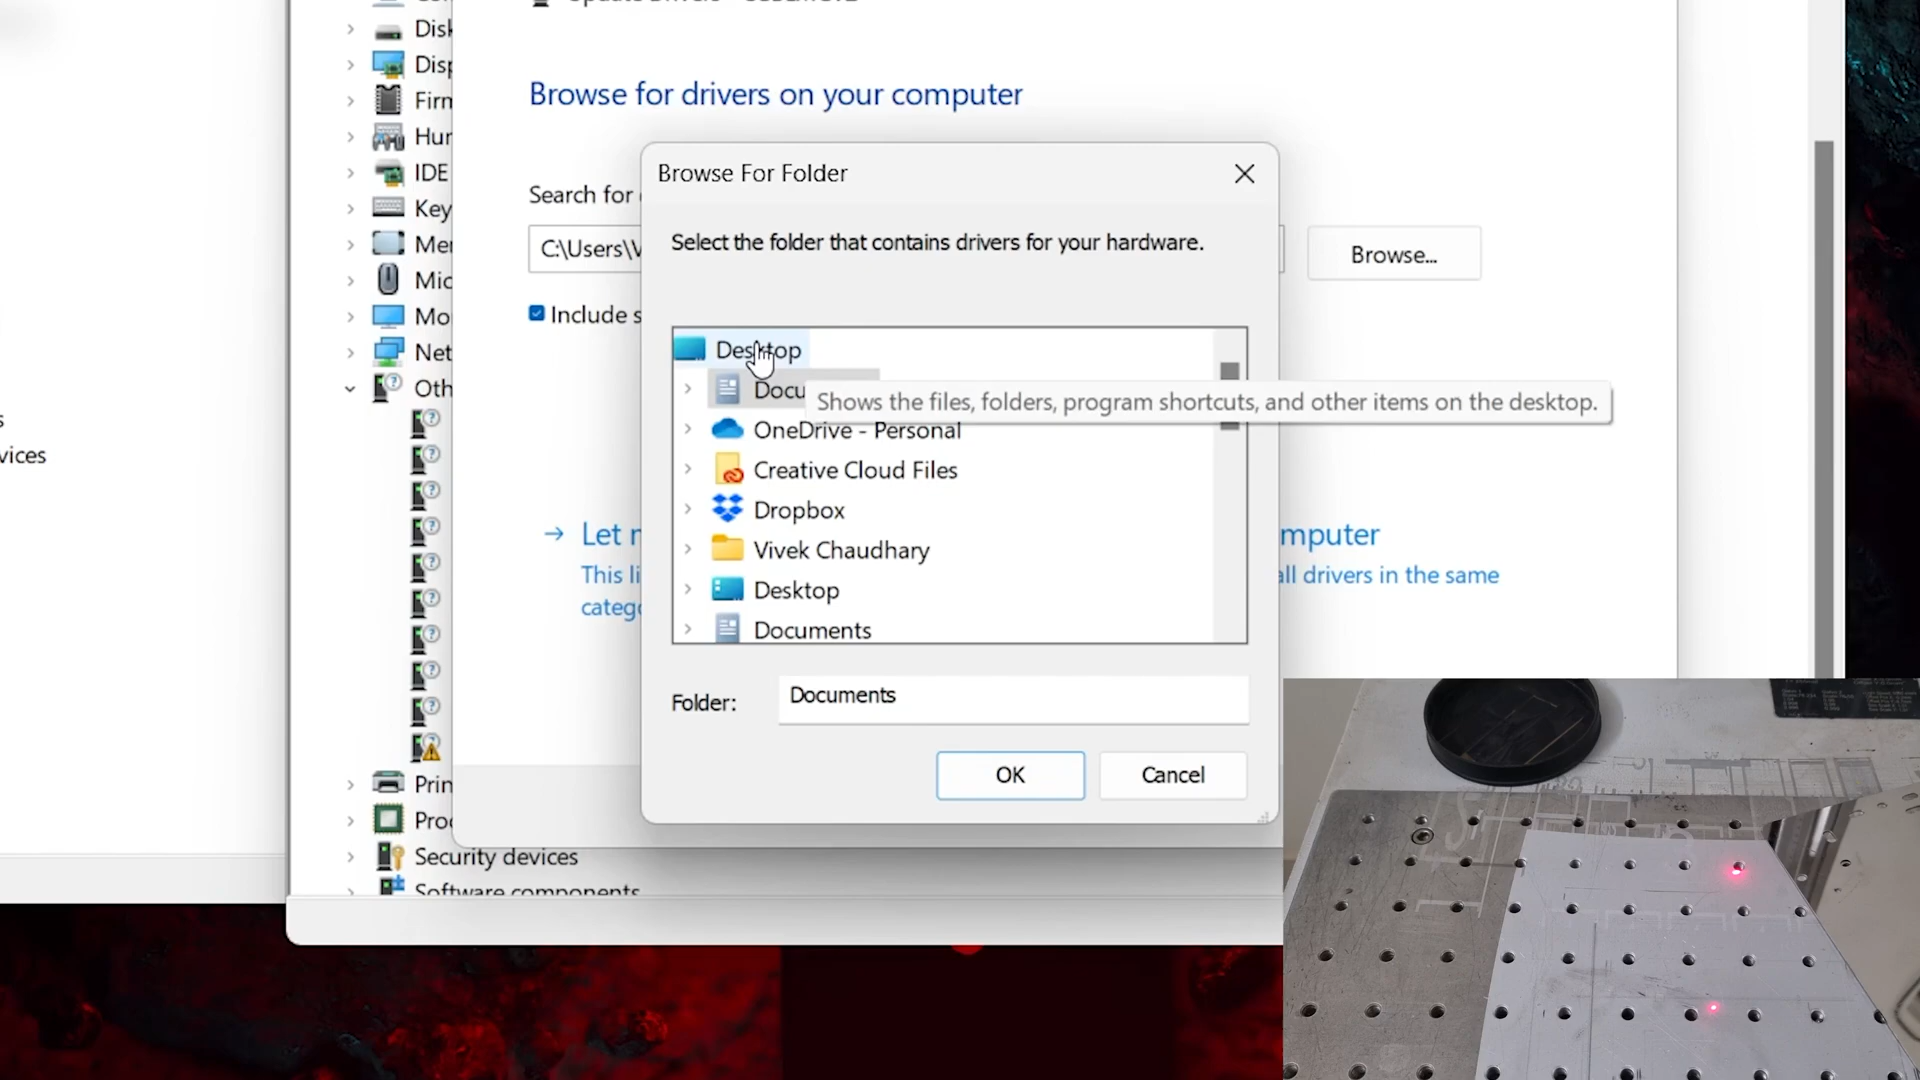 Disk
Disp
Browse for drivers on your computer
Firm
Hur
Browse For Folder
IDE
Search for
Key
Select the folder that contains drivers for your hardware.
Mer
C:\Users\V
Browse...
Mic
Mo
Include s
Net
Desktop
Oth
Docu
Shows the files, folders, program shortcuts, and other items on the desktop.
OneDrive - Personal
vices
Creative Cloud Files
Dropbox
Let m
mputer
Vivek Chaudhary
This li
all drivers in the same
Desktop
catego
Documents
Folder:
Documents
OK
Cancel
Prin
Proc
Security devices
Software components